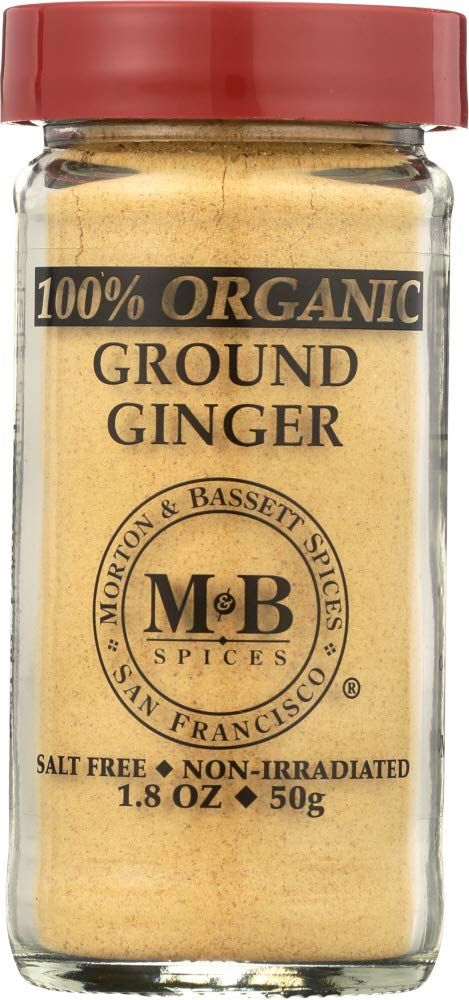 100% ORGANIC
GROUND
GINGER
MORTON & BASSETT SPICES
M&B
SPICES
SAN FRANCISCO
®
SALT FREE ◆ NON-IRRADIATED
1.8 OZ ◆ 50g